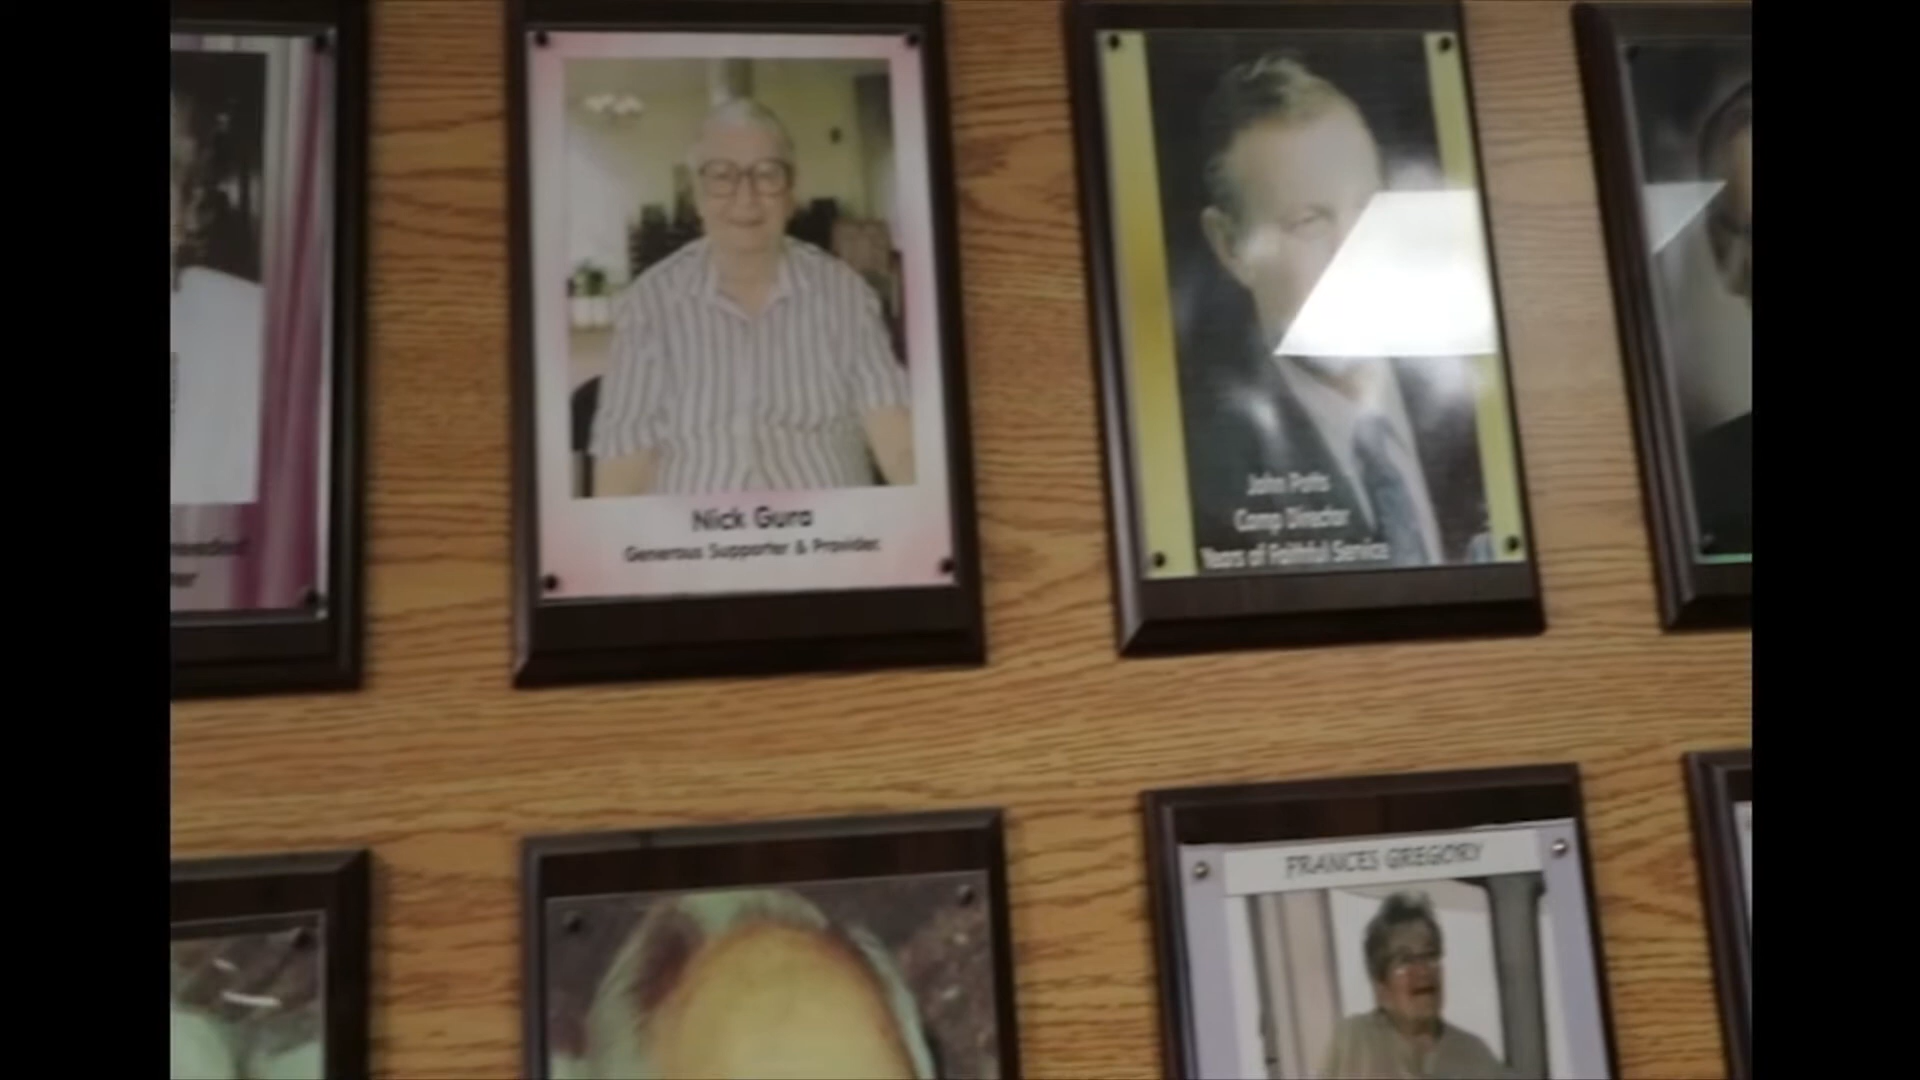 Nick Gura
Generous Supporter & Provider
John Potts
Camp Director
Years of Faithful Service
FRANCES GREGORY